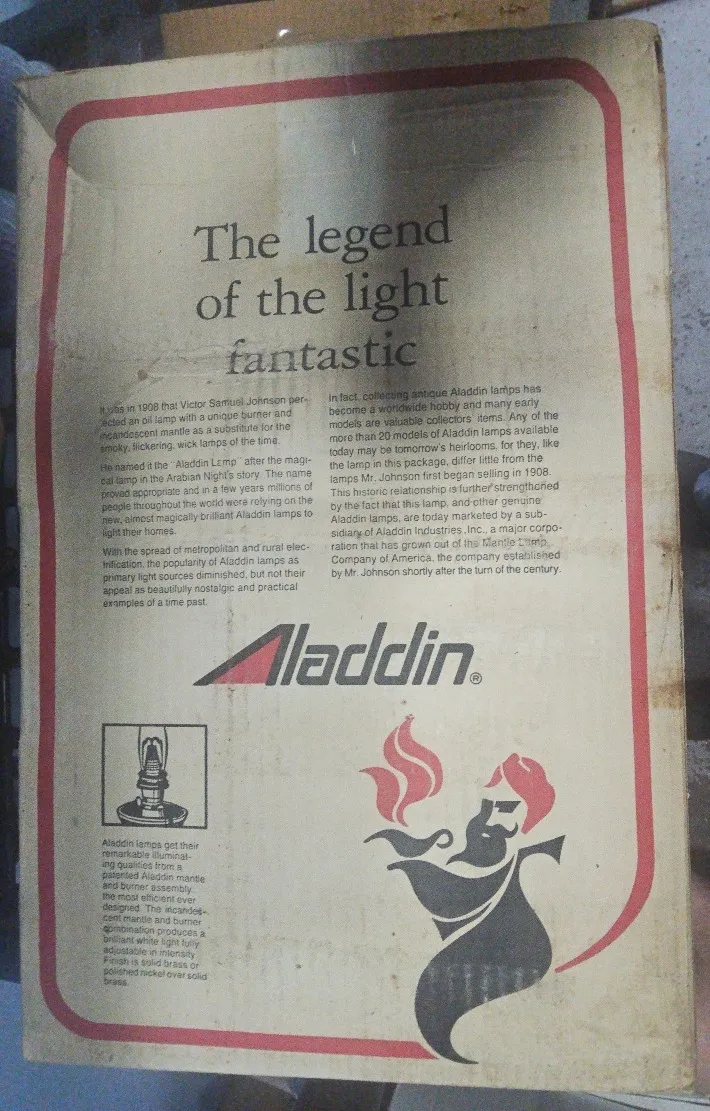 The legend
of the light
fantastic
It was in 1908 that Victor Samuel Johnson per-
fected an oil lamp with a unique burner and
incandescent mantle as a substitute for the
smoky, flickering, wick lamps of the time.
He named it the "Aladdin Lamp" after the magi-
cal lamp in the Arabian Night's story. The name
proved appropriate and in a few years millions of
people throughout the world were relying on the
new, almost magically brilliant Aladdin lamps to
light their homes.
With the spread of metropolitan and rural elec-
trification, the popularity of Aladdin lamps as
primary light sources diminished, but not their
appeal as beautifully nostalgic and practical
examples of a time past.
In fact, collecting antique Aladdin lamps has
become a worldwide hobby and many early
models are valuable collectors' items. Any of the
more than 20 models of Aladdin lamps available
today may be tomorrow's heirlooms, for they, like
the lamp in this package, differ little from the
lamps Mr. Johnson first began selling in 1908.
This historic relationship is further strengthened
by the fact that this lamp, and other genuine
Aladdin lamps, are today marketed by a sub-
sidiary of Aladdin Industries, Inc., a major corpo-
ration that has grown out of the Mantle Lamp
Company of America, the company established
by Mr. Johnson shortly after the turn of the century.
Aladdin®
Aladdin lamps get their
remarkable illuminat-
ing qualities from a
patented Aladdin mantle
and burner assembly,
the most efficient ever
designed. The incandes-
cent mantle and burner
combination produces a
brilliant white light fully
adjustable in intensity.
Finish is solid brass or
polished nickel over solid
brass.